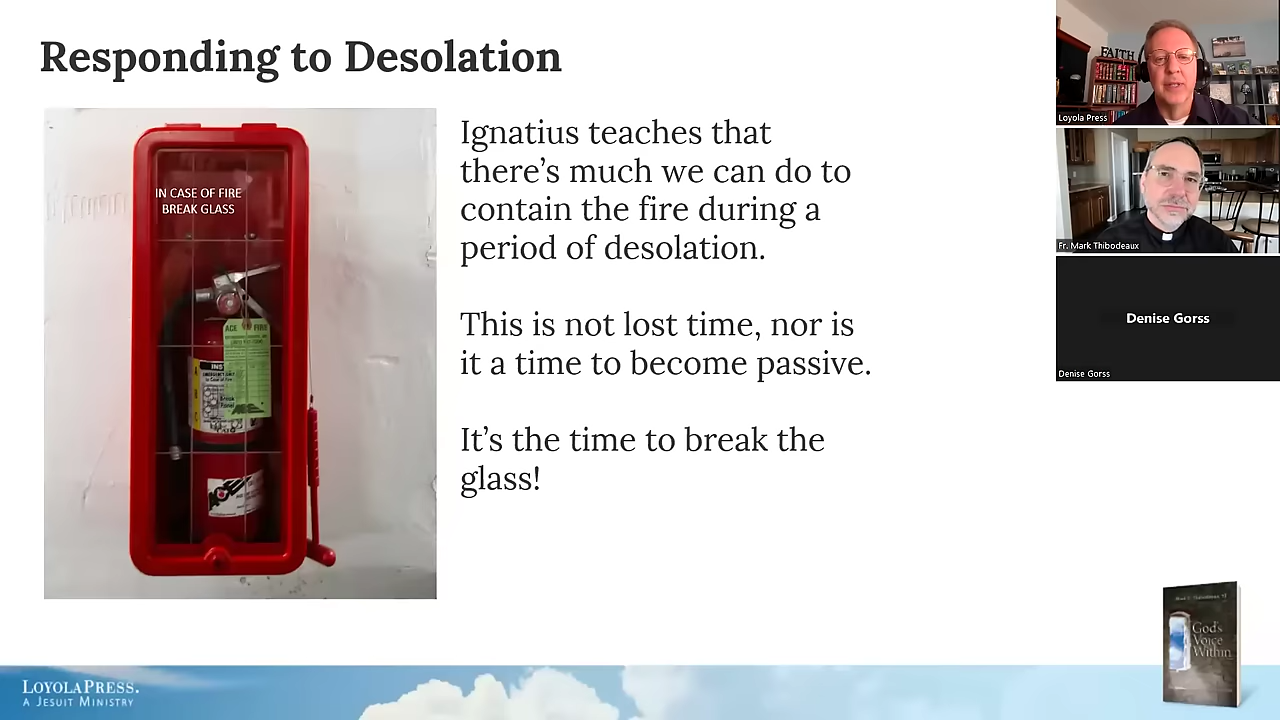 Responding to Desolation
IN CASE OF FIRE
BREAK GLASS
ACE FIRE
INS
Ignatius teaches that
there's much we can do to
contain the fire during a
period of desolation.
This is not lost time, nor is
it a time to become passive.
It's the time to break the
glass!
FAITH
Loyola Press
Fr. Mark Thibodeaux
Denise Gorss
Denise Gorss
God's
Voice
Within
LOYOLAPRESS.
A JESUIT MINISTRY